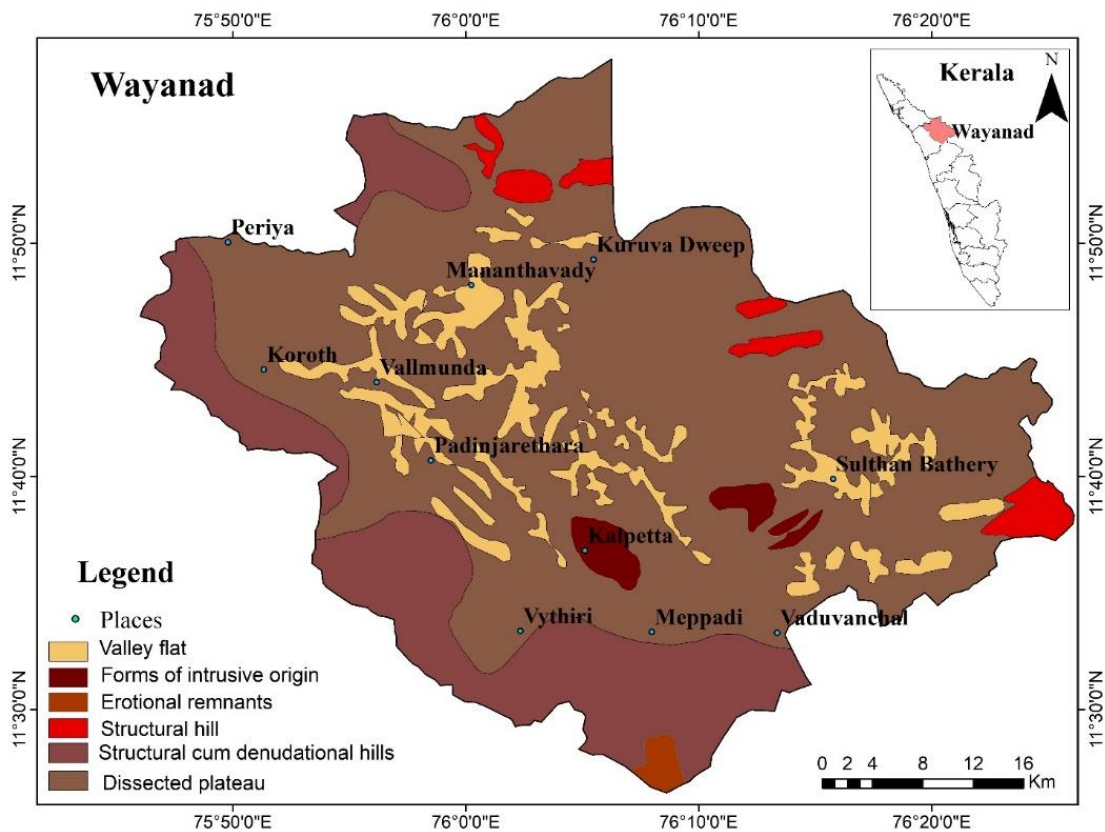 75°50'0"E 76°0'0"E 76°10'0"E 76°20'0"E
Wayanad
Kerala
N
Wayanad
11°50'0"N
11°50'0"N
Periya
Kuruva Dweep
Mananthavady
Koroth
Vallmunda
Padinjarethara
Sulthan Bathery
11°40'0"N
11°40'0"N
Kalpetta
Vythiri
Meppadi
Vaduvanchal
Legend
Places
Valley flat
Forms of intrusive origin
Erotional remnants
Structural hill
Structural cum denudational hills
Dissected plateau
11°30'0"N
11°30'0"N
0 2 4 8 12 16
Km
75°50'0"E 76°0'0"E 76°10'0"E 76°20'0"E